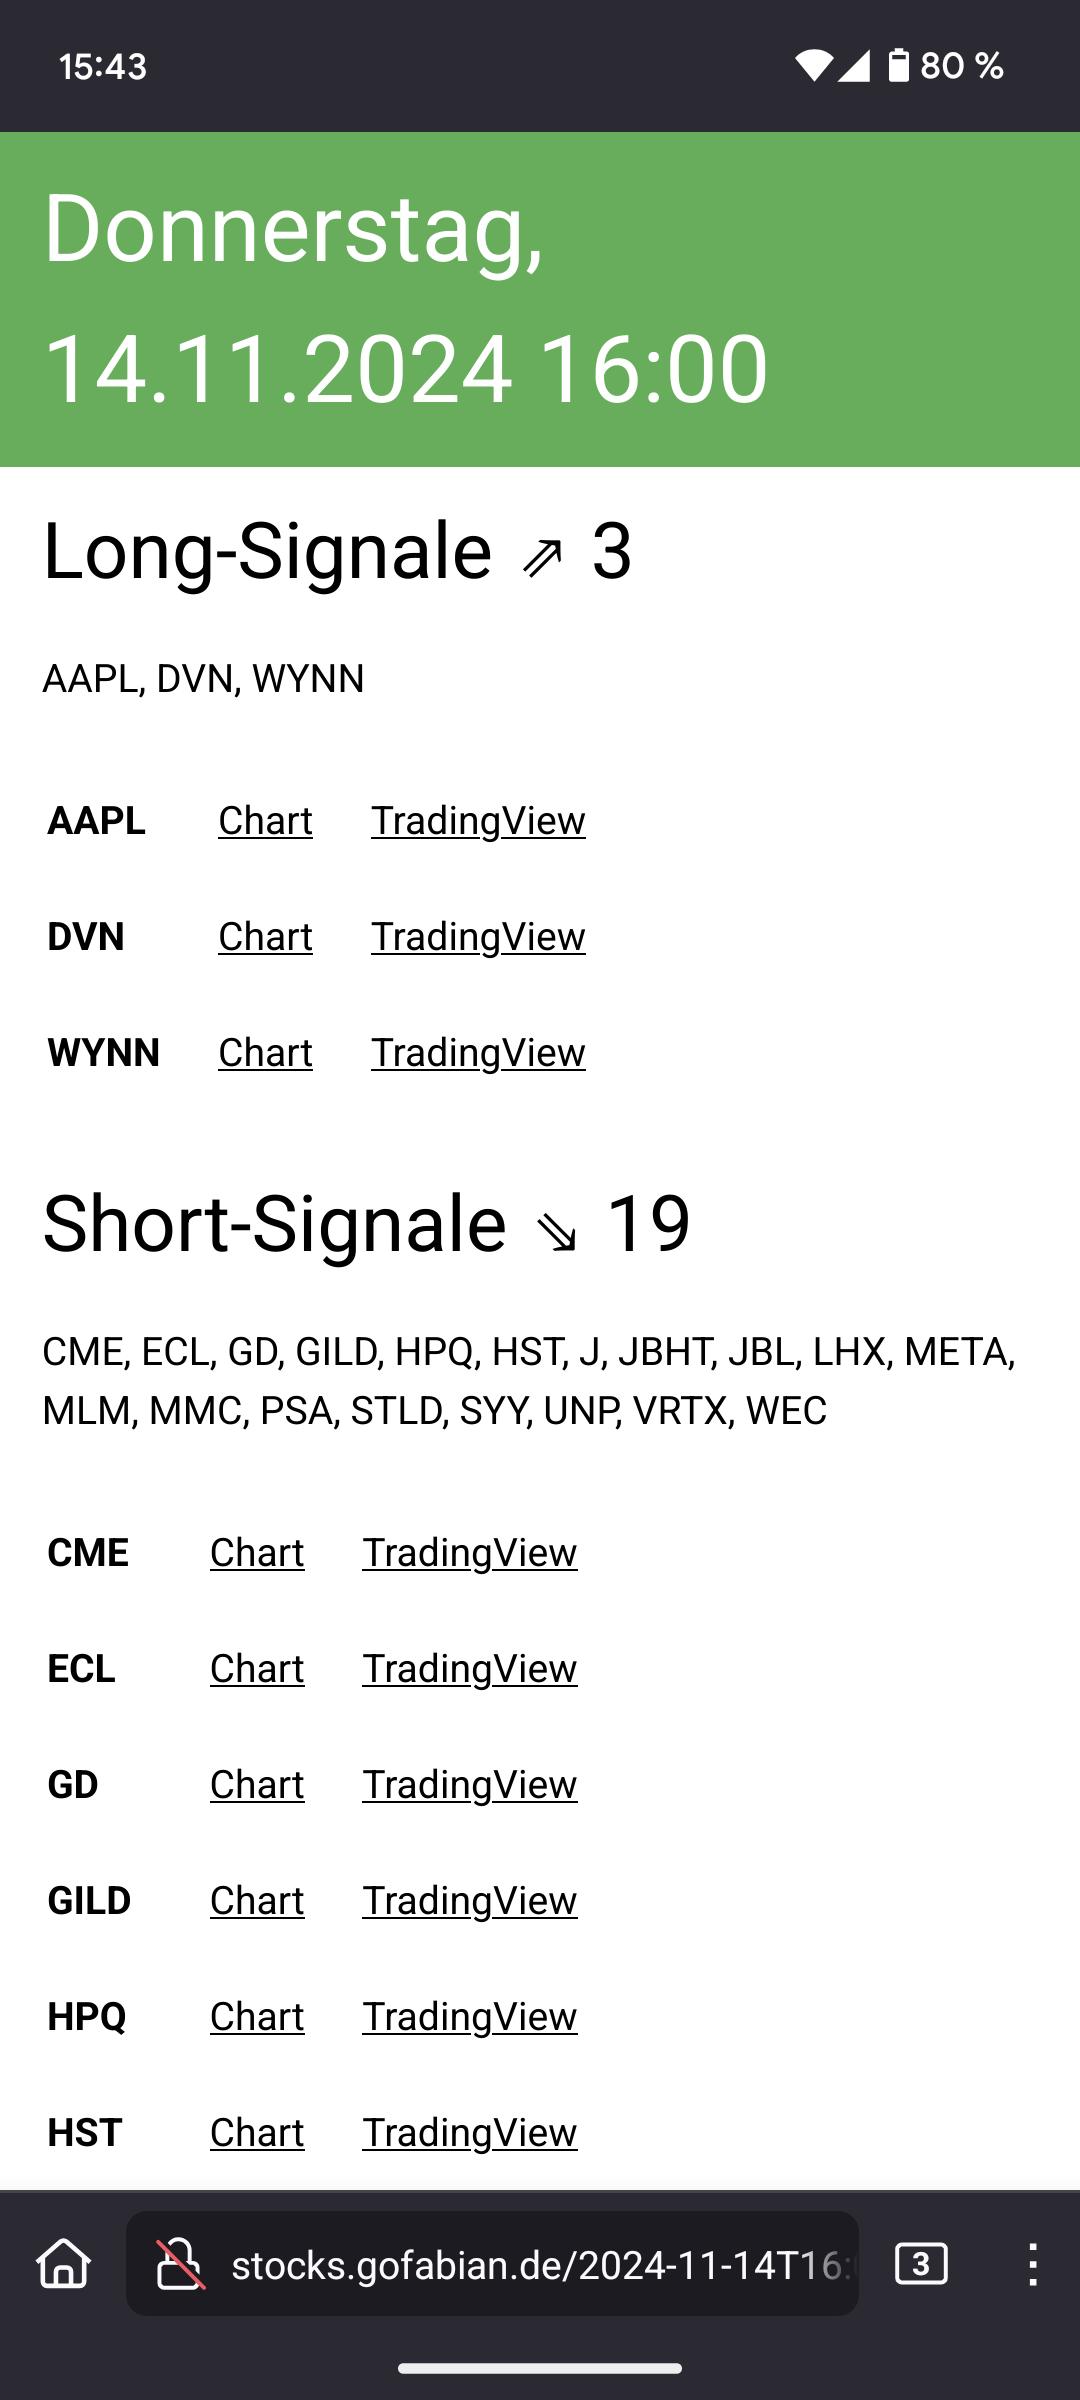 15:43
80 %
Donnerstag,
14.11.2024 16:00
Long-Signale ⇗ 3
AAPL, DVN, WYNN
AAPL Chart TradingView
DVN Chart TradingView
WYNN Chart TradingView
Short-Signale ⇘ 19
CME, ECL, GD, GILD, HPQ, HST, J, JBHT, JBL, LHX, META,
MLM, MMC, PSA, STLD, SYY, UNP, VRTX, WEC
CME Chart TradingView
ECL Chart TradingView
GD Chart TradingView
GILD Chart TradingView
HPQ Chart TradingView
HST Chart TradingView
stocks.gofabian.de/2024-11-14T16:
3